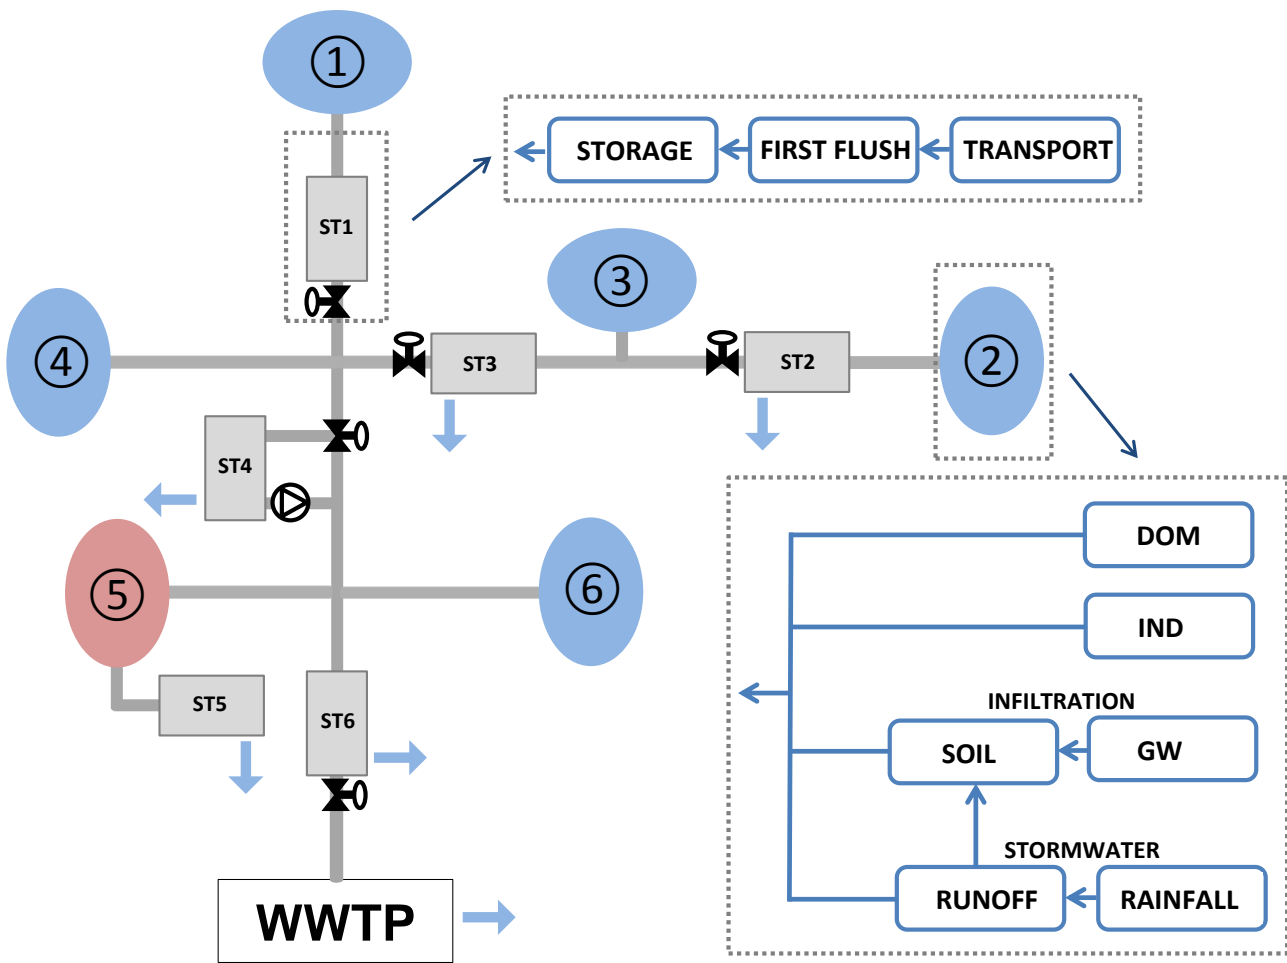 ①
STORAGE
FIRST FLUSH
TRANSPORT
ST1
③
④
ST3
ST2
②
ST4
DOM
⑤
⑥
IND
ST5
ST6
INFILTRATION
SOIL
GW
STORMWATER
RUNOFF
RAINFALL
WWTP